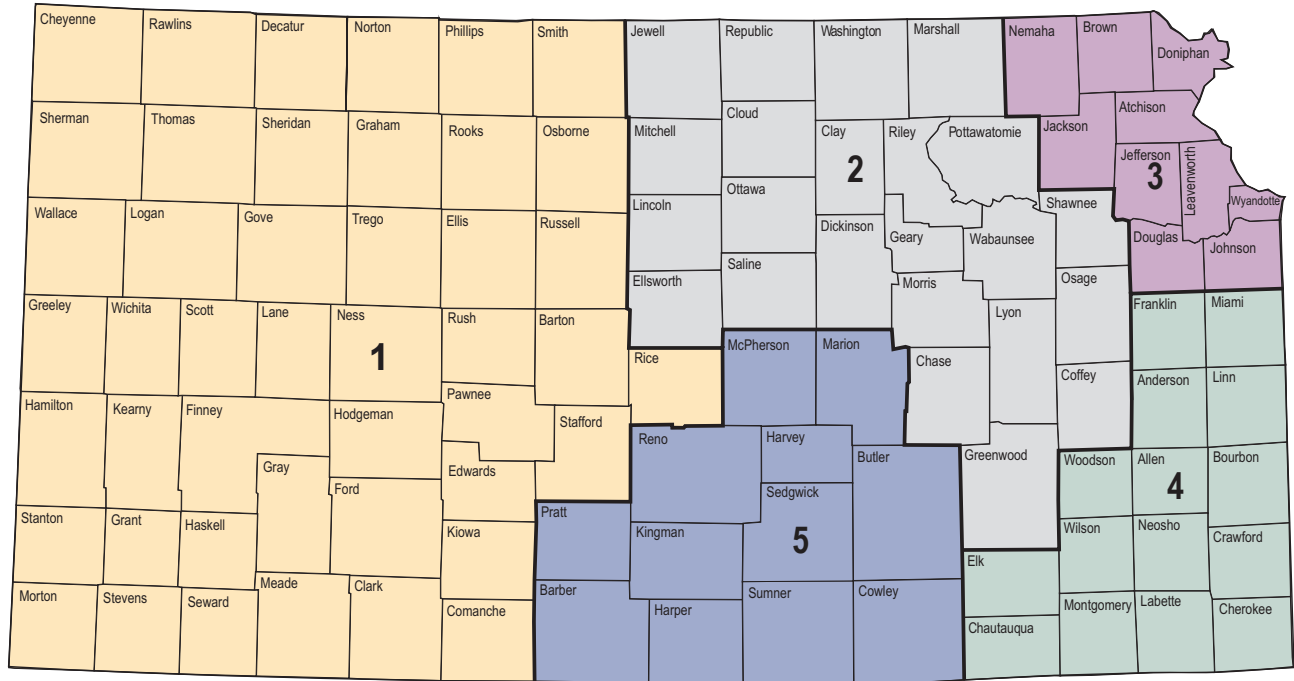 Cheyenne
Rawlins
Decatur
Norton
Phillips
Smith
Jewell
Republic
Washington
Marshall
Nemaha
Brown
Doniphan
Sherman
Thomas
Sheridan
Graham
Rooks
Osborne
Mitchell
Cloud
Clay
Riley
Pottawatomie
Jackson
Atchison
2
Jefferson
3
Leavenworth
Wyandotte
Wallace
Logan
Gove
Trego
Ellis
Russell
Lincoln
Ottawa
Dickinson
Geary
Wabaunsee
Shawnee
Douglas
Johnson
Ellsworth
Saline
Morris
Osage
Greeley
Wichita
Scott
Lane
Ness
Rush
Barton
Lyon
Franklin
Miami
1
Rice
McPherson
Marion
Chase
Coffey
Anderson
Linn
Hamilton
Kearny
Finney
Hodgeman
Pawnee
Stafford
Reno
Harvey
Butler
Greenwood
Woodson
Allen
Bourbon
4
Gray
Ford
Edwards
Sedgwick
Stanton
Grant
Haskell
Kiowa
Pratt
Kingman
5
Wilson
Neosho
Crawford
Elk
Morton
Stevens
Seward
Meade
Clark
Comanche
Barber
Harper
Sumner
Cowley
Chautauqua
Montgomery
Labette
Cherokee